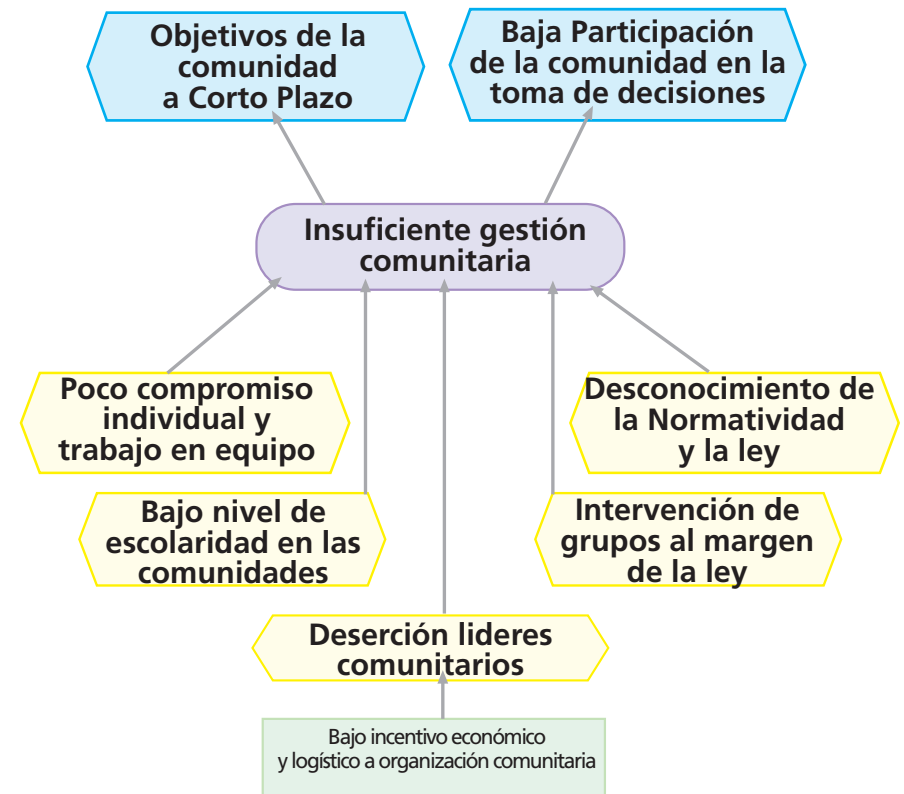 Objetivos de la
comunidad
a Corto Plazo
Baja Participación
de la comunidad en la
toma de decisiones
Insuficiente gestión
comunitaria
Poco compromiso
individual y
trabajo en equipo
Desconocimiento de
la Normatividad
y la ley
Bajo nivel de
escolaridad en las
comunidades
Intervención de
grupos al margen
de la ley
Deserción lideres
comunitarios
Bajo incentivo económico
y logístico a organización comunitaria